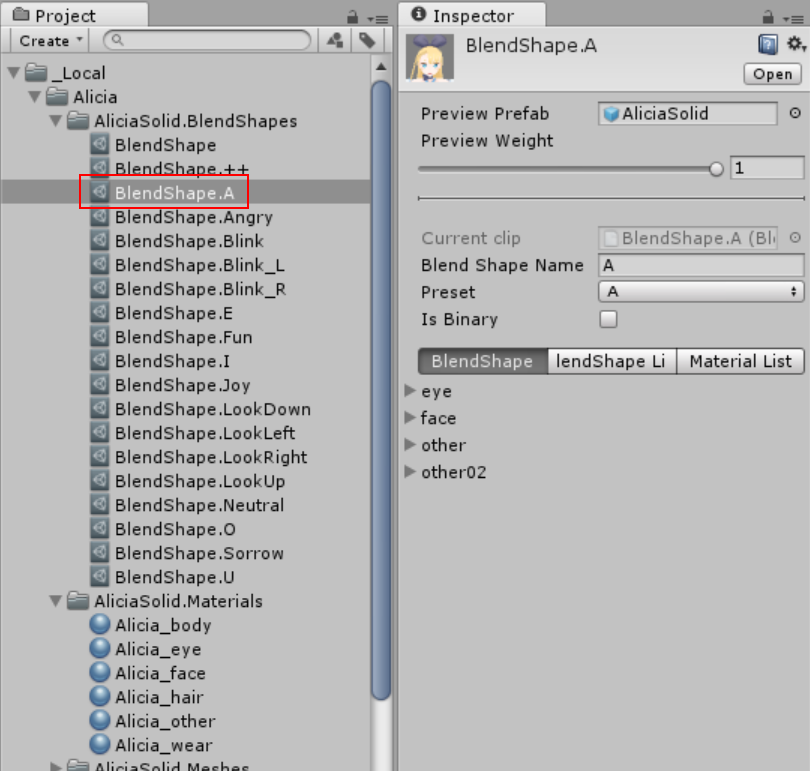 Project
Create
_Local
Alicia
AliciaSolid.BlendShapes
BlendShape
BlendShape.++
BlendShape.A
BlendShape.Angry
BlendShape.Blink
BlendShape.Blink_L
BlendShape.Blink_R
BlendShape.E
BlendShape.Fun
BlendShape.I
BlendShape.Joy
BlendShape.LookDown
BlendShape.LookLeft
BlendShape.LookRight
BlendShape.LookUp
BlendShape.Neutral
BlendShape.O
BlendShape.Sorrow
BlendShape.U
AliciaSolid.Materials
Alicia_body
Alicia_eye
Alicia_face
Alicia_hair
Alicia_other
Alicia_wear
AliciaSolid.Meshes
Inspector
BlendShape.A
Open
Preview Prefab AliciaSolid
Preview Weight
1
Current clip BlendShape.A (Bl
Blend Shape Name A
Preset A
Is Binary
BlendShape lendShape Li Material List
eye
face
other
other02